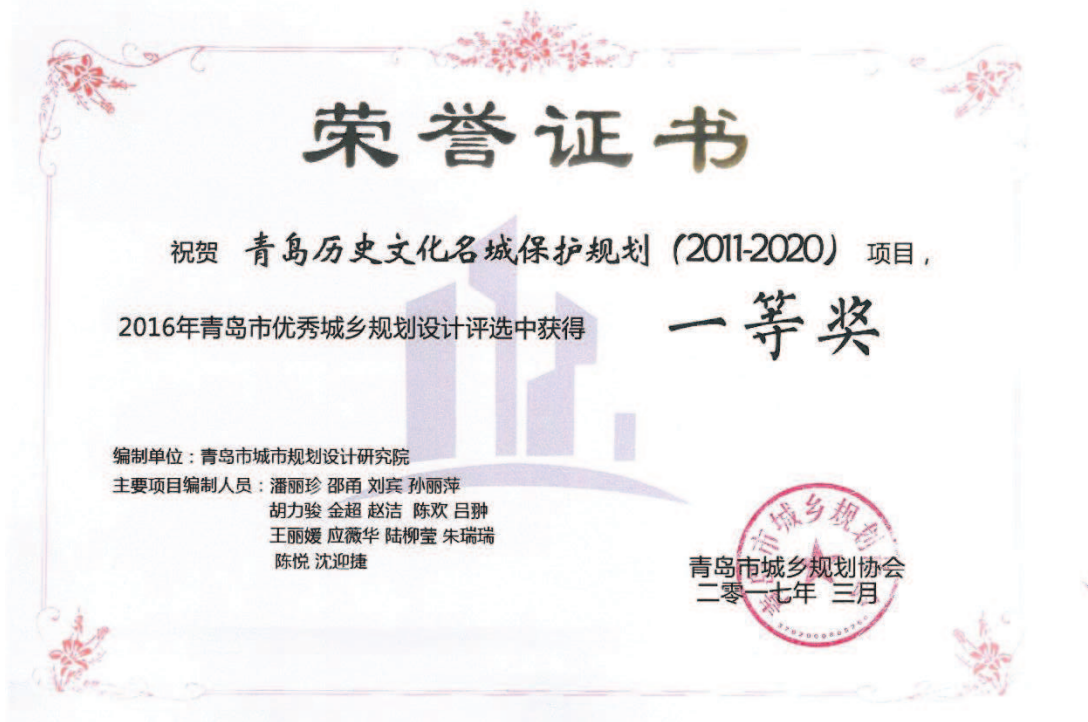 荣誉证书
祝贺 青岛历史文化名城保护规划（2011-2020）项目，
2016年青岛市优秀城乡规划设计评选中获得 一等奖
编制单位：青岛市城市规划设计研究院
主要项目编制人员：潘丽珍 邵甬 刘宾 孙丽萍
胡力骏 金超 赵洁 陈欢 吕翀
王丽媛 应薇华 陆柳莹 朱瑞瑞
陈悦 沈迎捷
青岛市城乡规划协会
二零一七年 三月